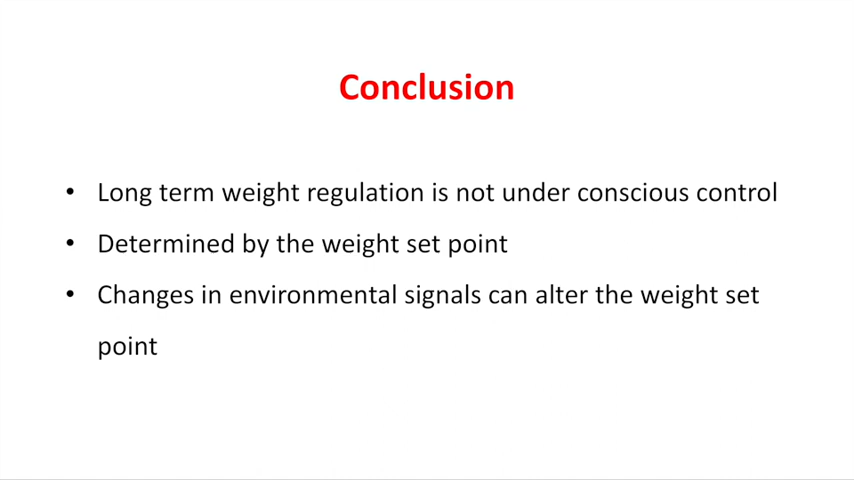 Conclusion
• Long term weight regulation is not under conscious control
• Determined by the weight set point
• Changes in environmental signals can alter the weight set
point